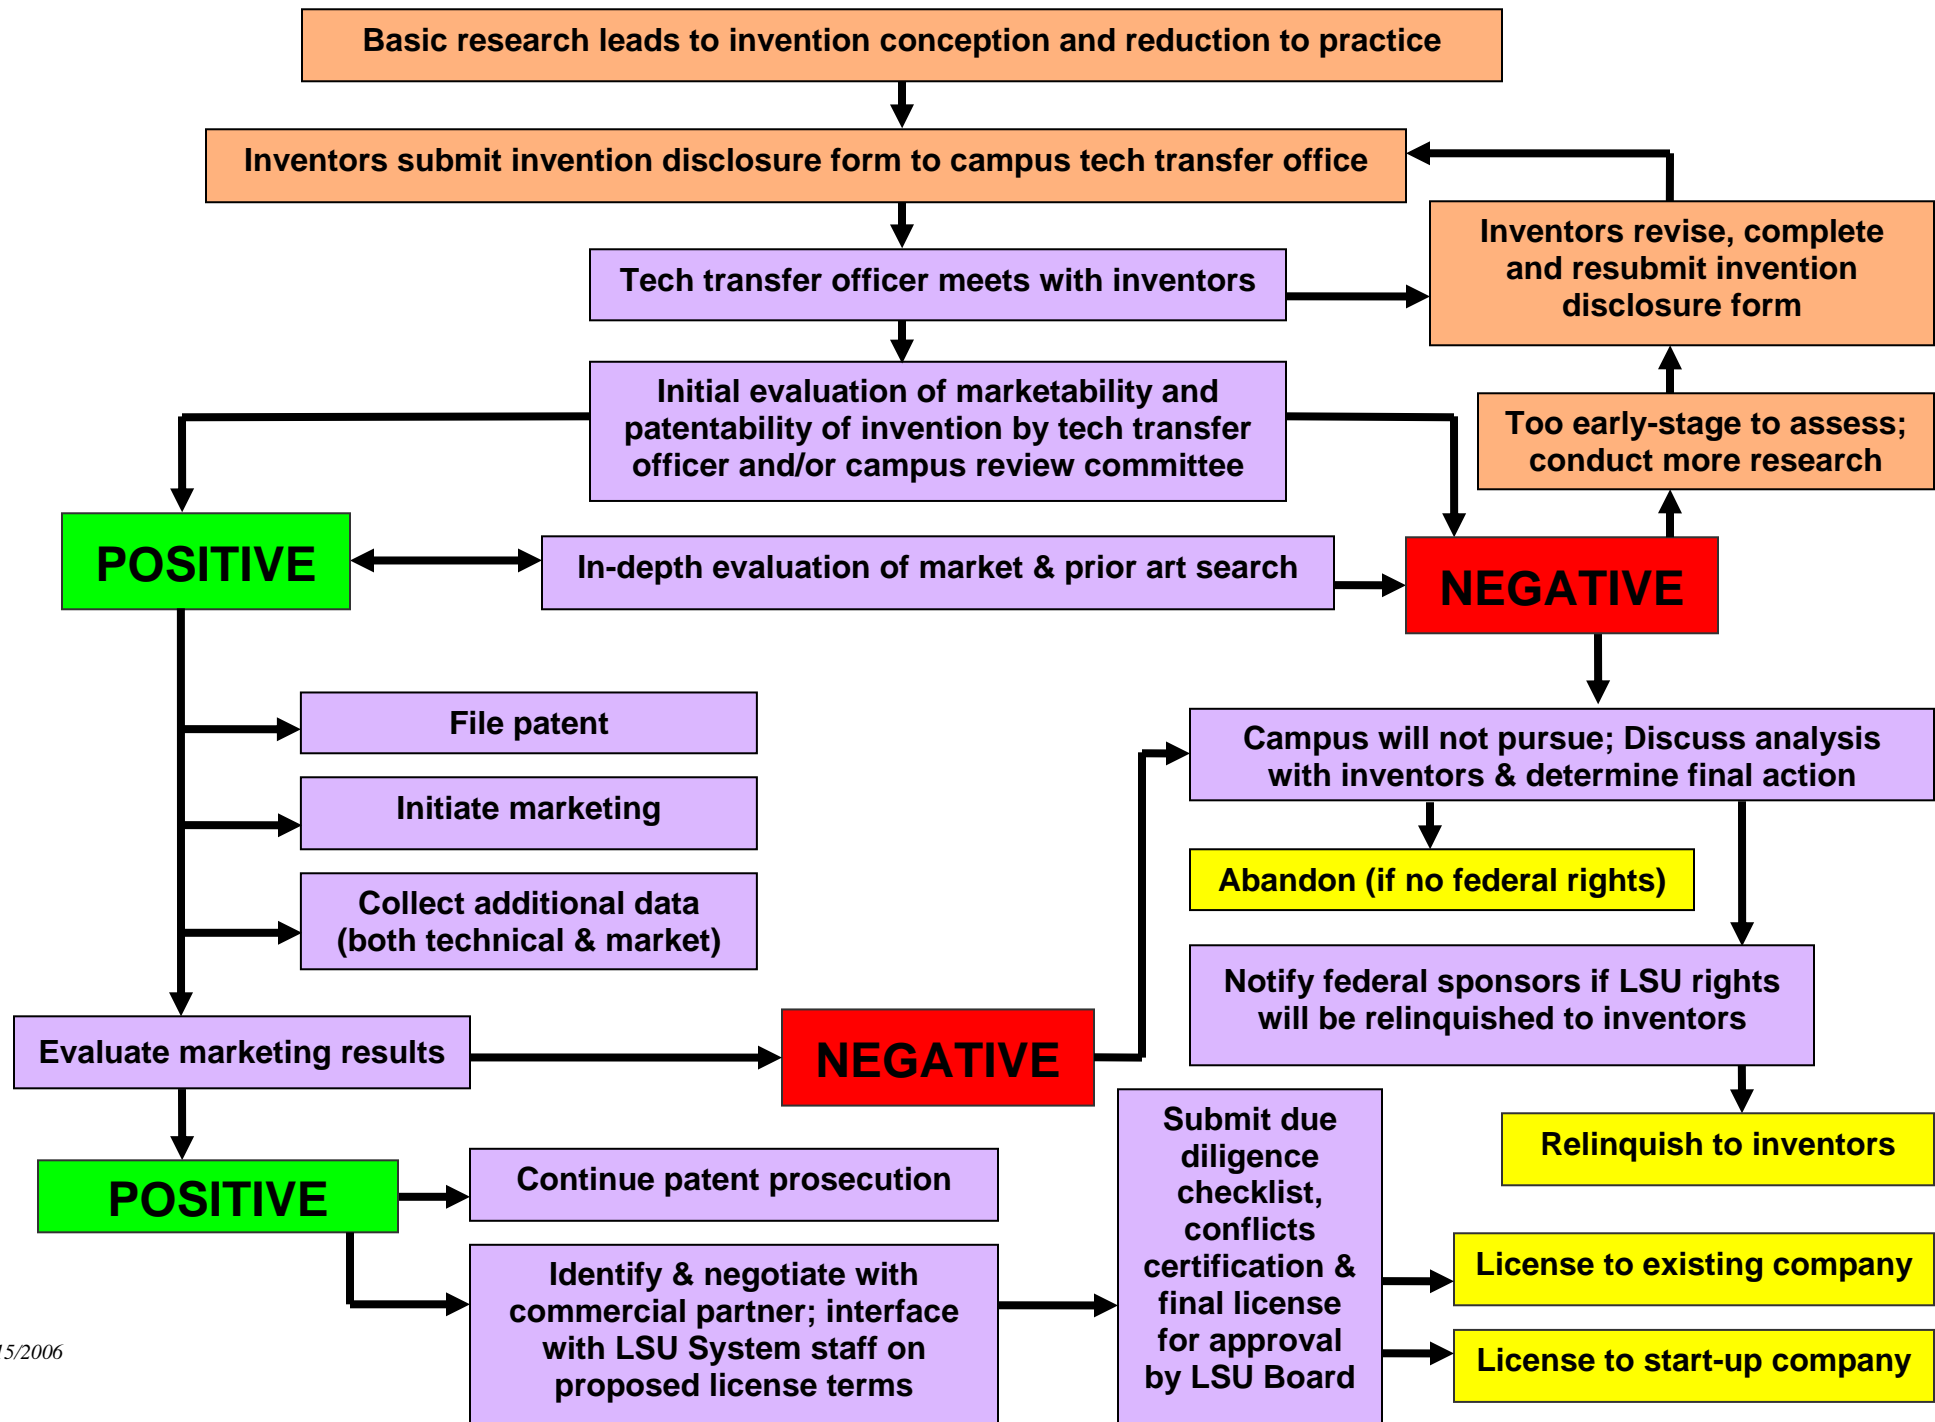 Basic research leads to invention conception and reduction to practice
Inventors submit invention disclosure form to campus tech transfer office
Inventors revise, complete
and resubmit invention
disclosure form
Tech transfer officer meets with inventors
Initial evaluation of marketability and
patentability of invention by tech transfer
officer and/or campus review committee
Too early-stage to assess;
conduct more research
POSITIVE
In-depth evaluation of market & prior art search
NEGATIVE
File patent
Initiate marketing
Collect additional data
(both technical & market)
Campus will not pursue; Discuss analysis
with inventors & determine final action
Abandon (if no federal rights)
Notify federal sponsors if LSU rights
will be relinquished to inventors
Evaluate marketing results
NEGATIVE
Relinquish to inventors
POSITIVE
Continue patent prosecution
Identify & negotiate with
commercial partner; interface
with LSU System staff on
proposed license terms
Submit due
diligence
checklist,
conflicts
certification &
final license
for approval
by LSU Board
License to existing company
License to start-up company
15/2006